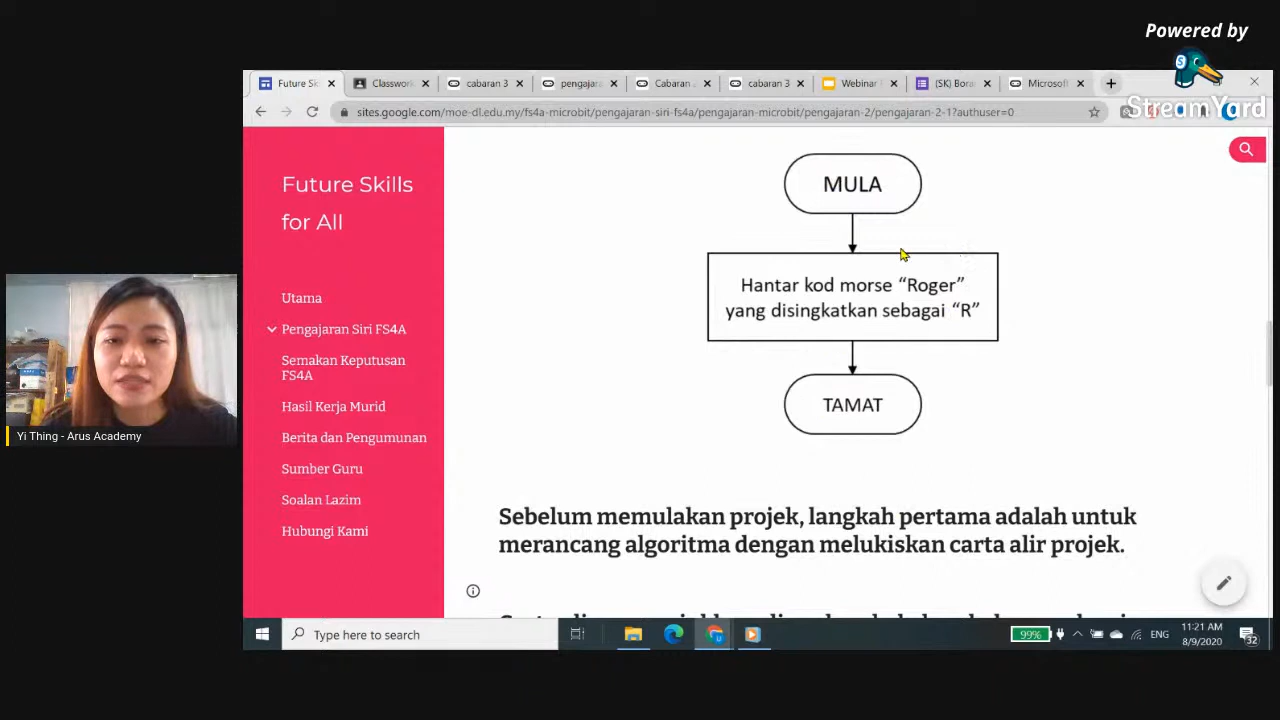 Powered by
StreamYard
Future Sk
Classwork
cabaran 3
pengajara
Cabaran
cabaran 3
Webinar
(SK) Bora
Microsoft
sites.google.com/moe-dl.edu.my/fs4a-microbit/pengajaran-siri-fs4a/pengajaran-microbit/pengajaran-2/pengajaran-2-1?authuser=0
Future Skills
for All
Utama
Pengajaran Siri FS4A
Semakan Keputusan
FS4A
Hasil Kerja Murid
Berita dan Pengumunan
Sumber Guru
Soalan Lazim
Hubungi Kami
MULA
Hantar kod morse “Roger”
yang disingkatkan sebagai “R”
TAMAT
Sebelum memulakan projek, langkah pertama adalah untuk
merancang algoritma dengan melukiskan carta alir projek.
Yi Thing - Arus Academy
Type here to search
99%
ENG
11:21 AM
8/9/2020
32